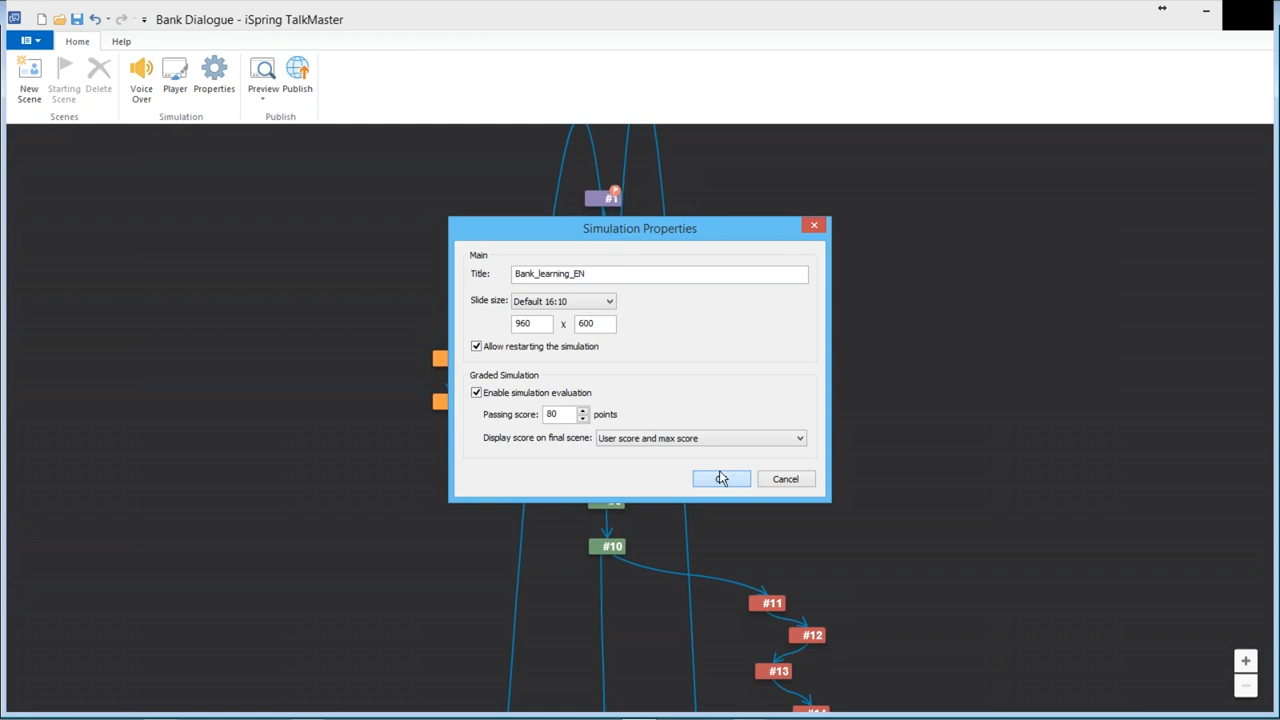 Bank Dialogue - iSpring TalkMaster
Home Help
New Scene
Starting Scene
Delete
Voice Over
Player
Properties
Preview
Publish
Scenes
Simulation
Publish
#1
Simulation Properties
Main
Title: Bank_learning_EN
Slide size: Default 16:10
960 x 600
Allow restarting the simulation
Graded Simulation
Enable simulation evaluation
Passing score: 80 points
Display score on final scene: User score and max score
Cancel
#10
#11
#12
#13